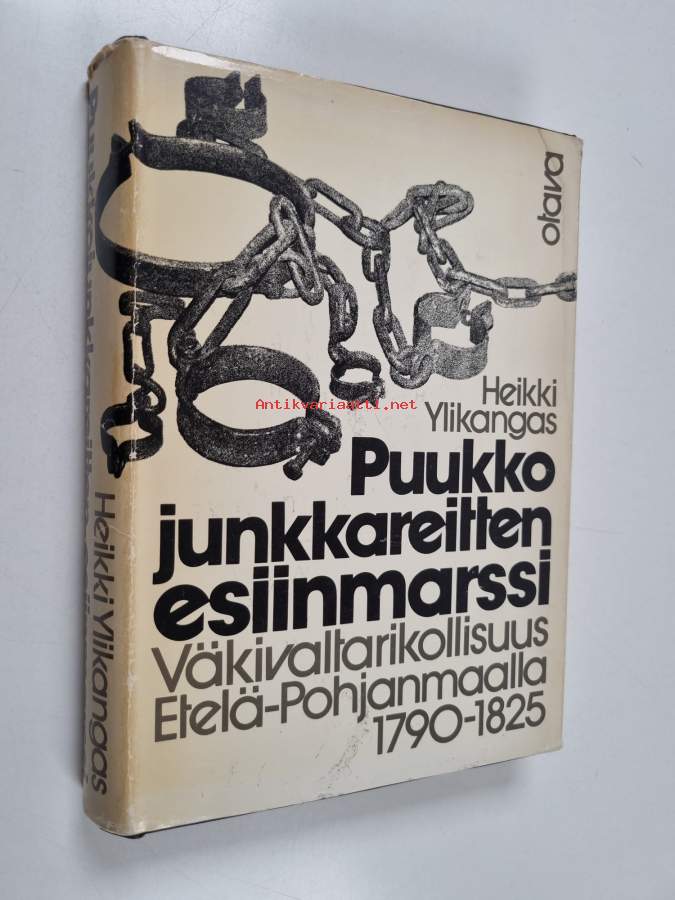 otava
Heikki
Ylikangas
Antikvariaatti.net
Puukko
junkkareitten
esiinmarssi
Väkivaltarikollisuus
Etelä-Pohjanmaalla
1790-1825
Heikki Ylikangas